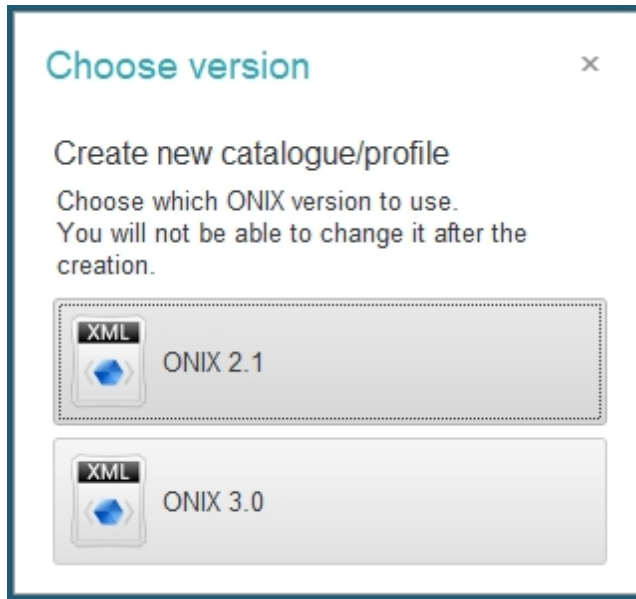 Choose version
×
Create new catalogue/profile
Choose which ONIX version to use.
You will not be able to change it after the
creation.
XML
ONIX 2.1
XML
ONIX 3.0